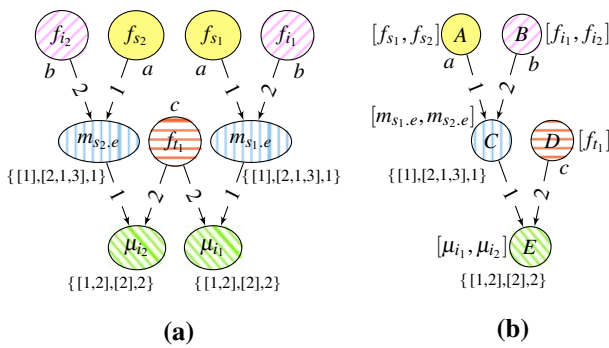 f_{i_2} f_{s_2} f_{s_1} f_{i_1}
b a a b
2 1 1 2
c
m_{s_2.e} f_{t_1} m_{s_1.e}
{[1],[2,1,3],1} {[1],[2,1,3],1}
1 2 2 1
μ_{i_2} μ_{i_1}
{[1,2],[2],2} {[1,2],[2],2}
(a)
[f_{s_1}, f_{s_2}] A B [f_{i_1}, f_{i_2}]
a b
1 2
[m_{s_1.e}, m_{s_2.e}]
C D [f_{t_1}]
{[1],[2,1,3],1} c
1 2
[μ_{i_1}, μ_{i_2}] E
{[1,2],[2],2}
(b)